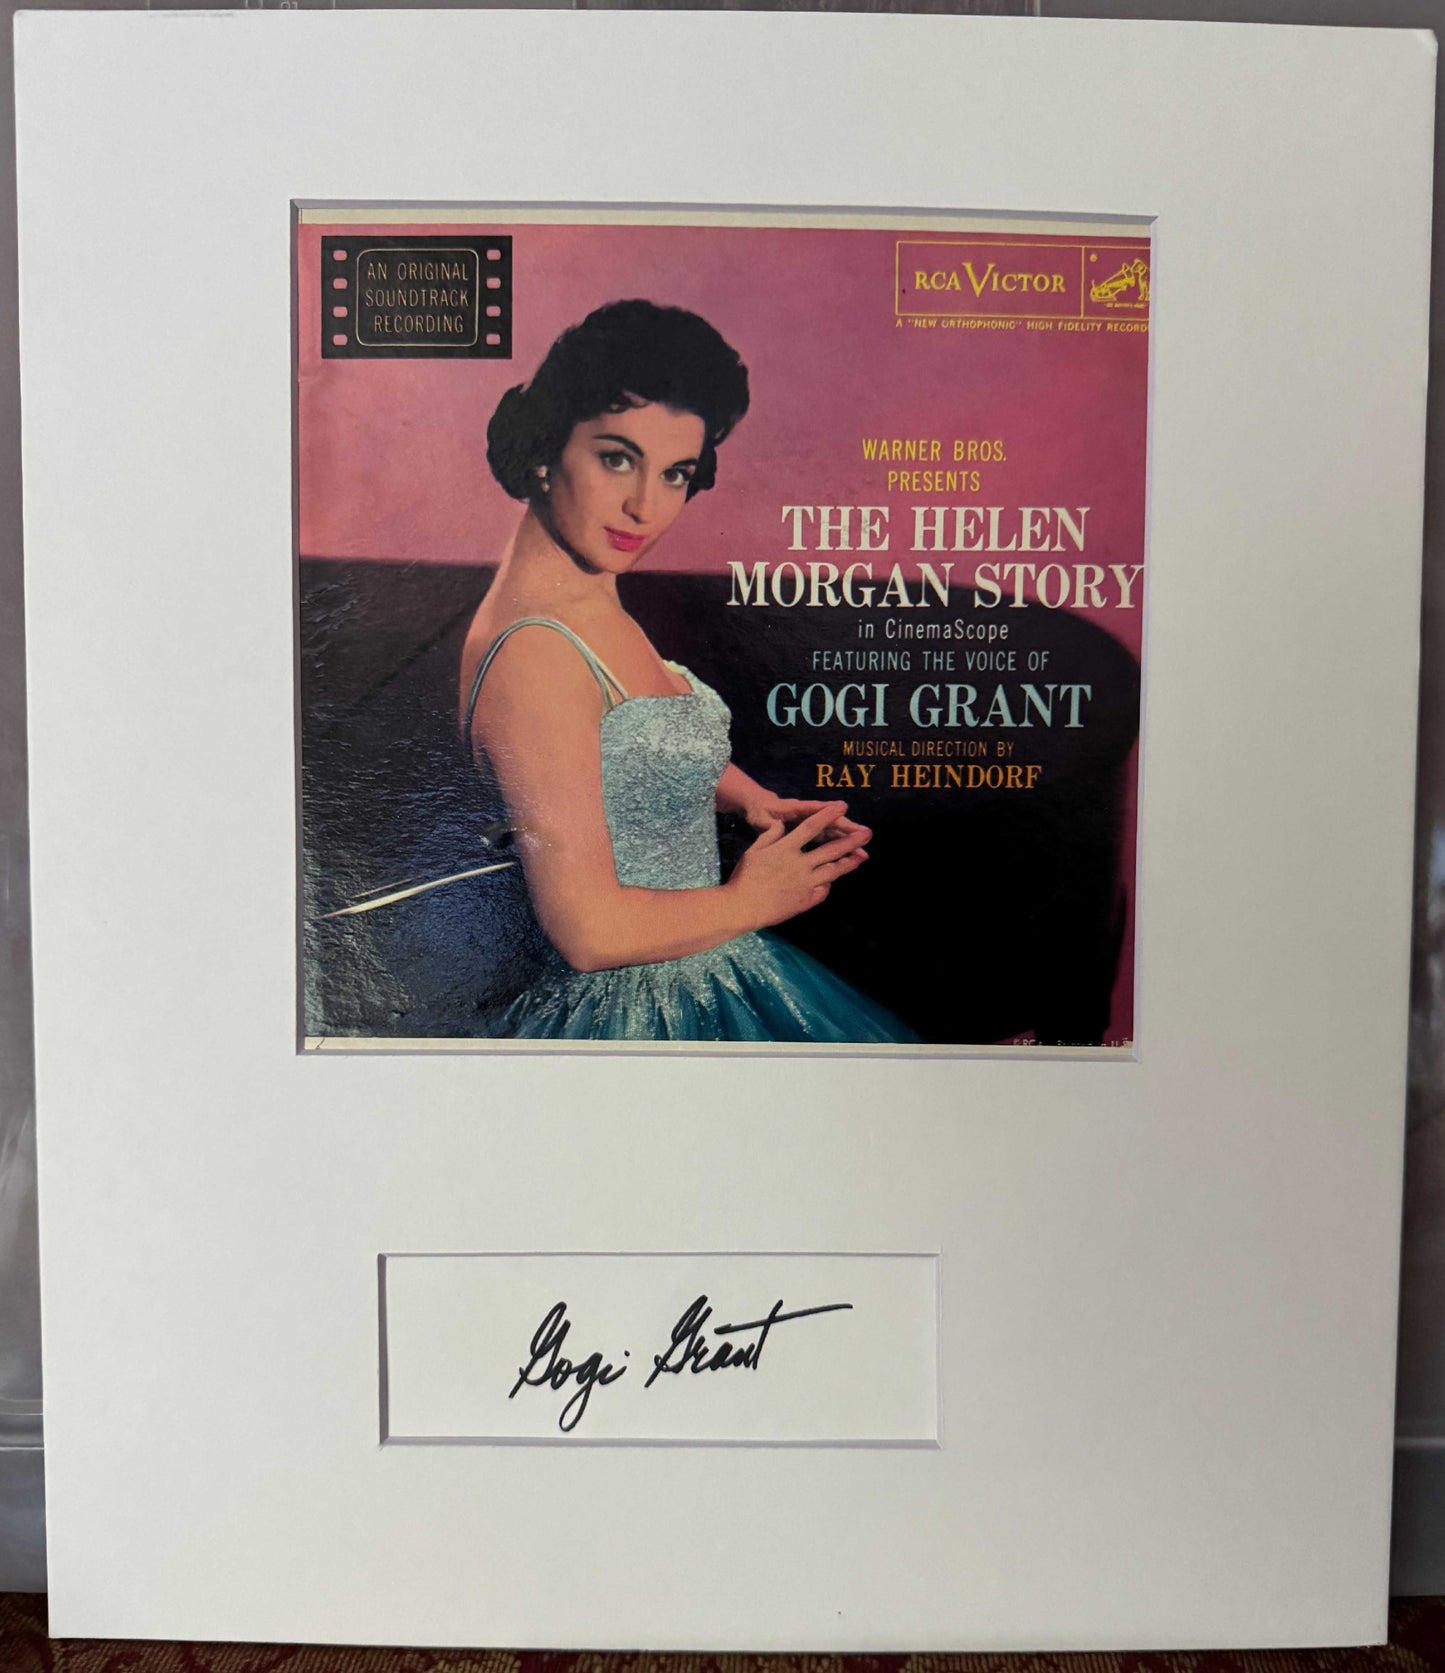 AN ORIGINAL
SOUNDTRACK
RECORDING
RCA VICTOR
A "NEW ORTHOPHONIC" HIGH FIDELITY RECORD
WARNER BROS.
PRESENTS
THE HELEN
MORGAN STORY
in CinemaScope
FEATURING THE VOICE OF
GOGI GRANT
MUSICAL DIRECTION BY
RAY HEINDORF
Gogi Grant